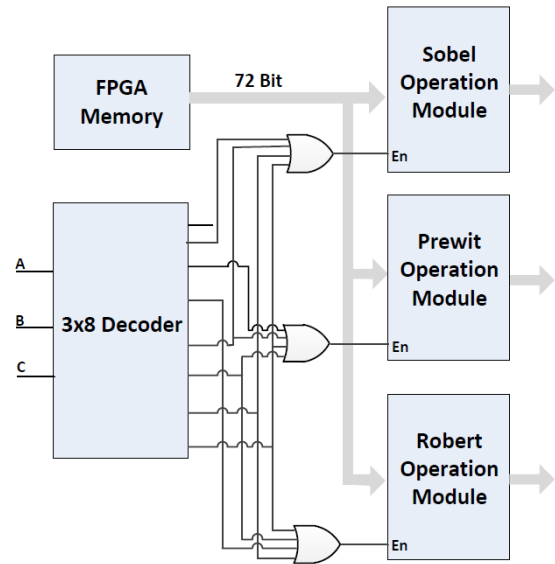 FPGA
Memory
72 Bit
Sobel
Operation
Module
En
A
B
C
3x8 Decoder
Prewit
Operation
Module
En
Robert
Operation
Module
En